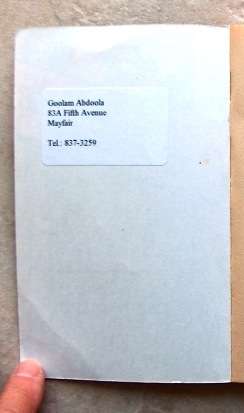 Goolam Abdoola
83A Fifth Avenue
Mayfair
Tel.: 837-3259